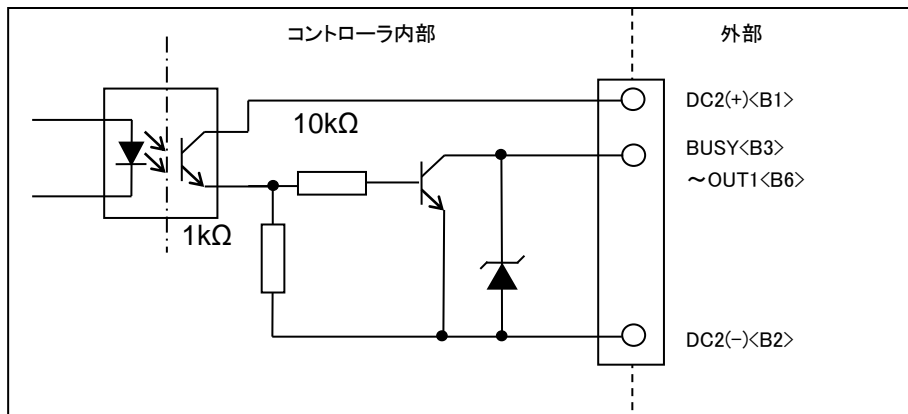 コントローラ内部
外部
DC2(+)<B1>
10kΩ
BUSY<B3>
～OUT1<B6>
1kΩ
DC2(-)<B2>